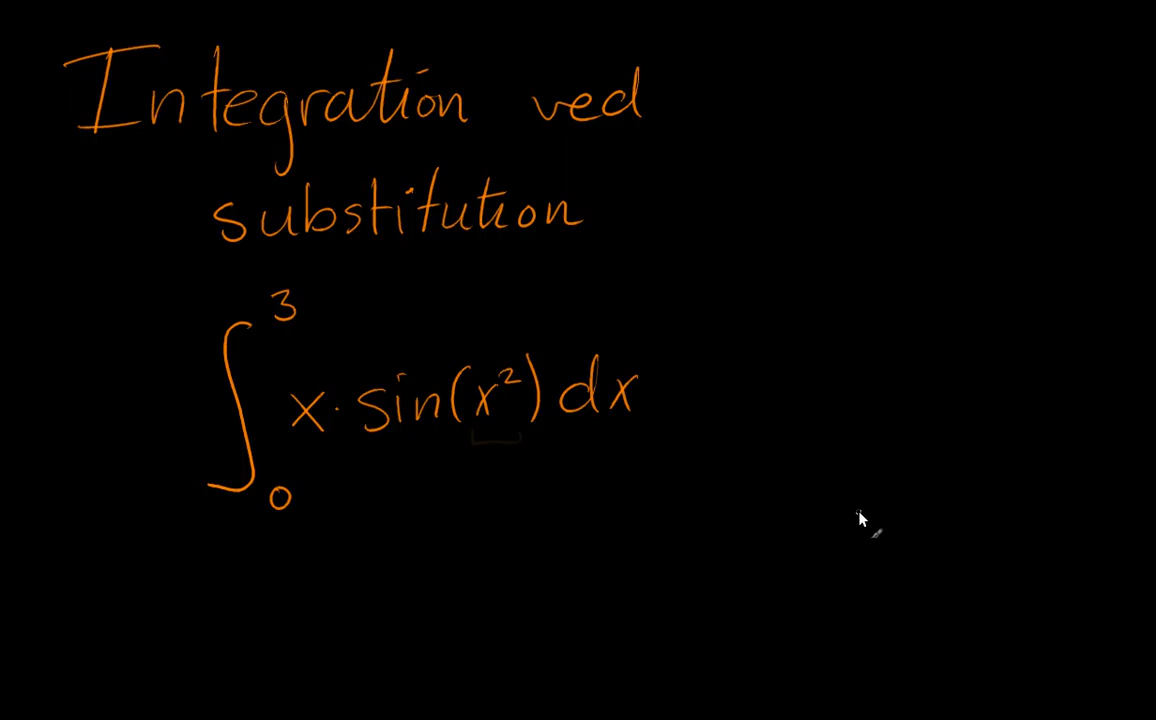 Integration ved
substitution
∫₀³ x · sin(x²) dx